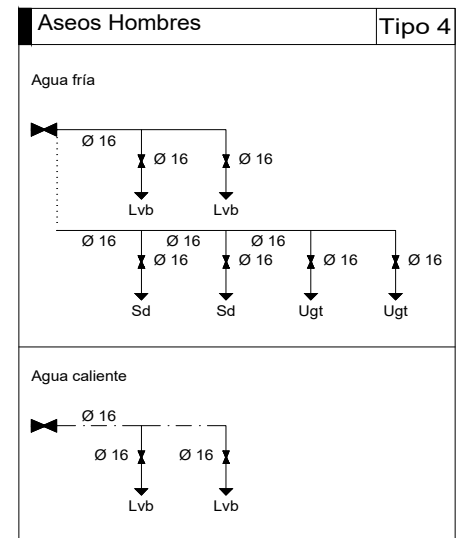 Aseos Hombres
Tipo 4
Agua fría
Ø 16
Ø 16 Ø 16
Lvb Lvb
Ø 16 Ø 16 Ø 16
Ø 16 Ø 16 Ø 16 Ø 16
Sd Sd Ugt Ugt
Agua caliente
Ø 16
Ø 16 Ø 16
Lvb Lvb